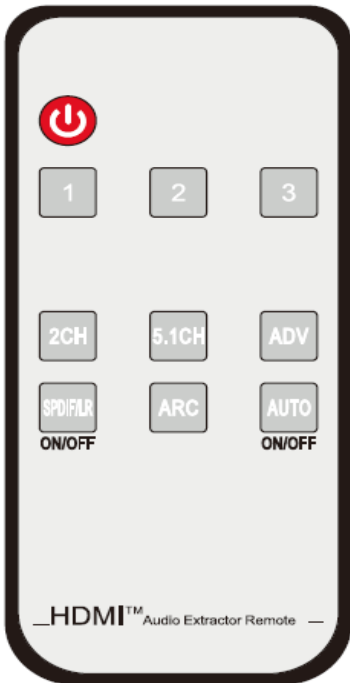 1 2 3
2CH 5.1CH ADV
SPDIF/LR ARC AUTO
ON/OFF ON/OFF
HDMI™ Audio Extractor Remote